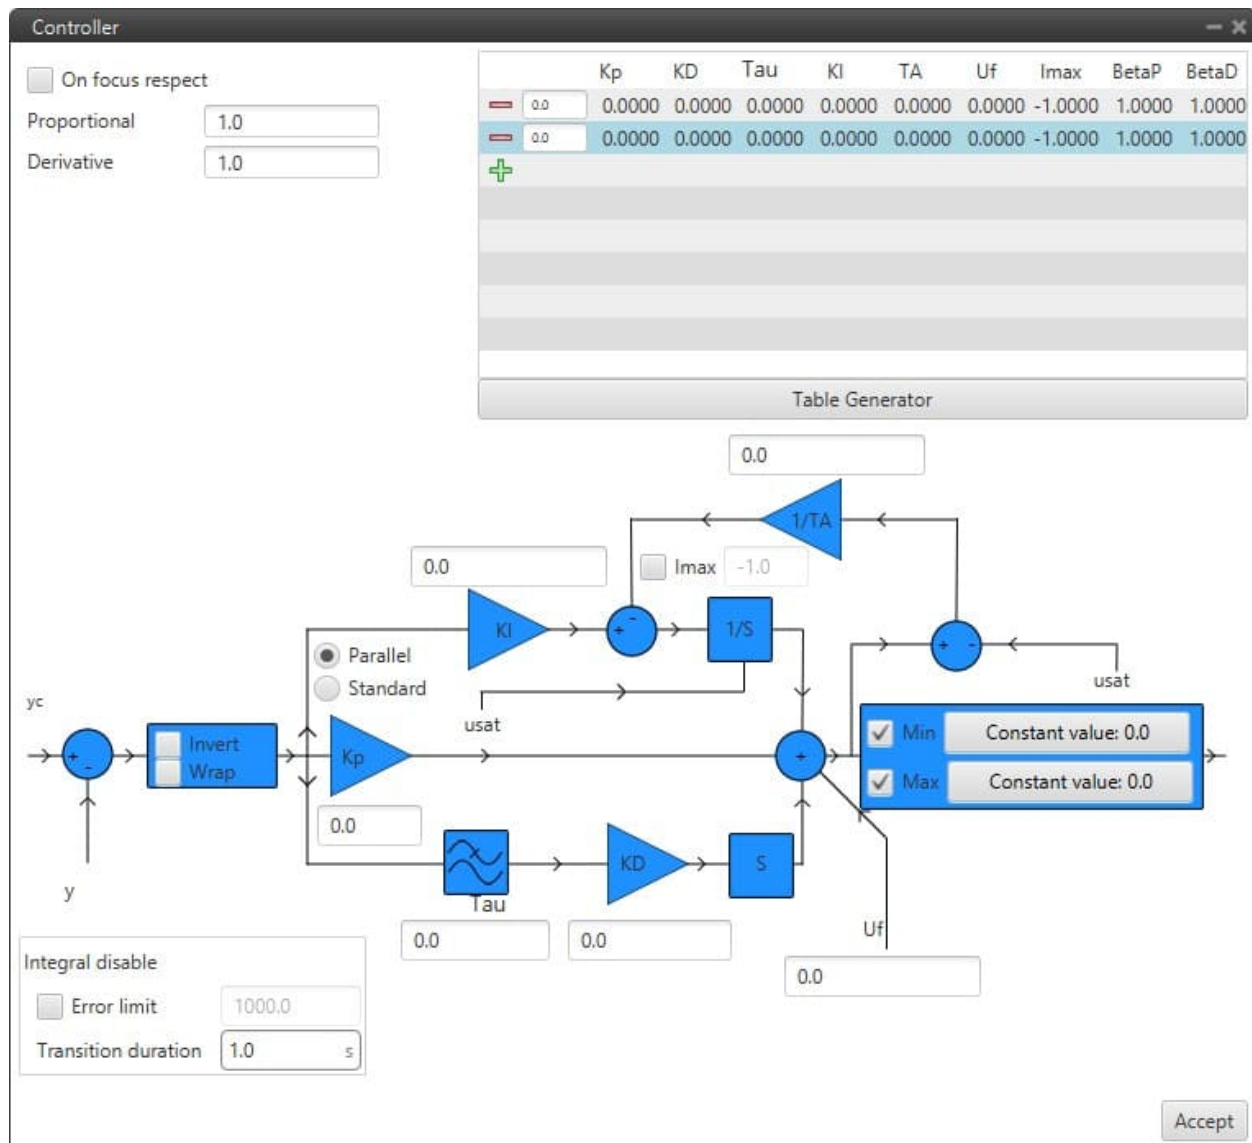 Controller
On focus respect
Proportional 1.0
Derivative 1.0
Kp KD Tau KI TA Uf Imax BetaP BetaD
0.0 0.0000 0.0000 0.0000 0.0000 0.0000 0.0000 -1.0000 1.0000 1.0000
0.0 0.0000 0.0000 0.0000 0.0000 0.0000 0.0000 -1.0000 1.0000 1.0000
Table Generator
0.0
1/TA
0.0
Imax -1.0
KI
+ -
1/S
Parallel
Standard
+ -
usat
usat
yc
+ -
Invert
Wrap
Kp
+
Min Constant value: 0.0
Max Constant value: 0.0
0.0
y
Tau
KD
S
0.0
0.0
Uf
0.0
Integral disable
Error limit 1000.0
Transition duration 1.0 s
Accept